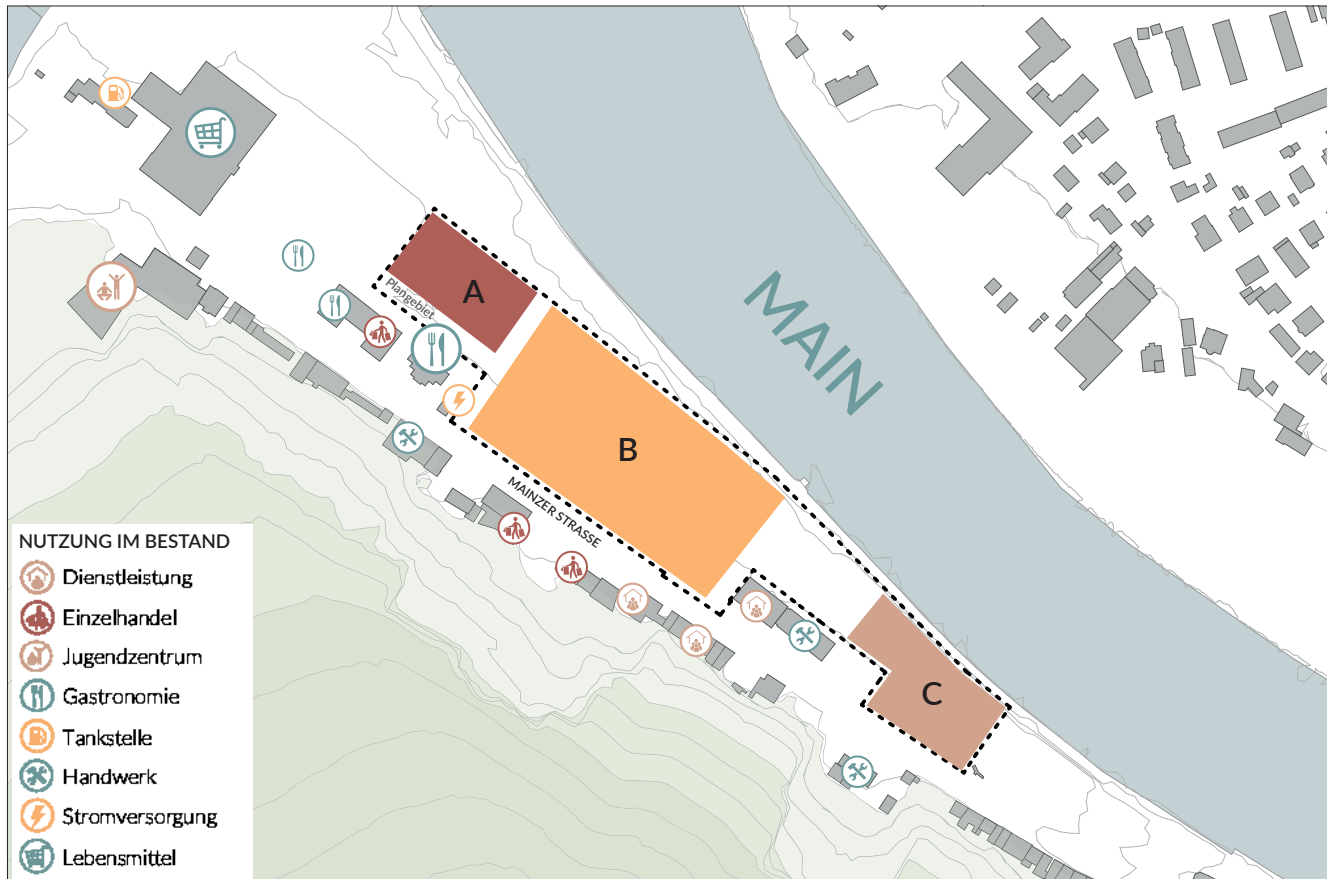 A
Plangebiet
MAIN
B
MAINZER STRASSE
C
NUTZUNG IM BESTAND
Dienstleistung
Einzelhandel
Jugendzentrum
Gastronomie
Tankstelle
Handwerk
Stromversorgung
Lebensmittel